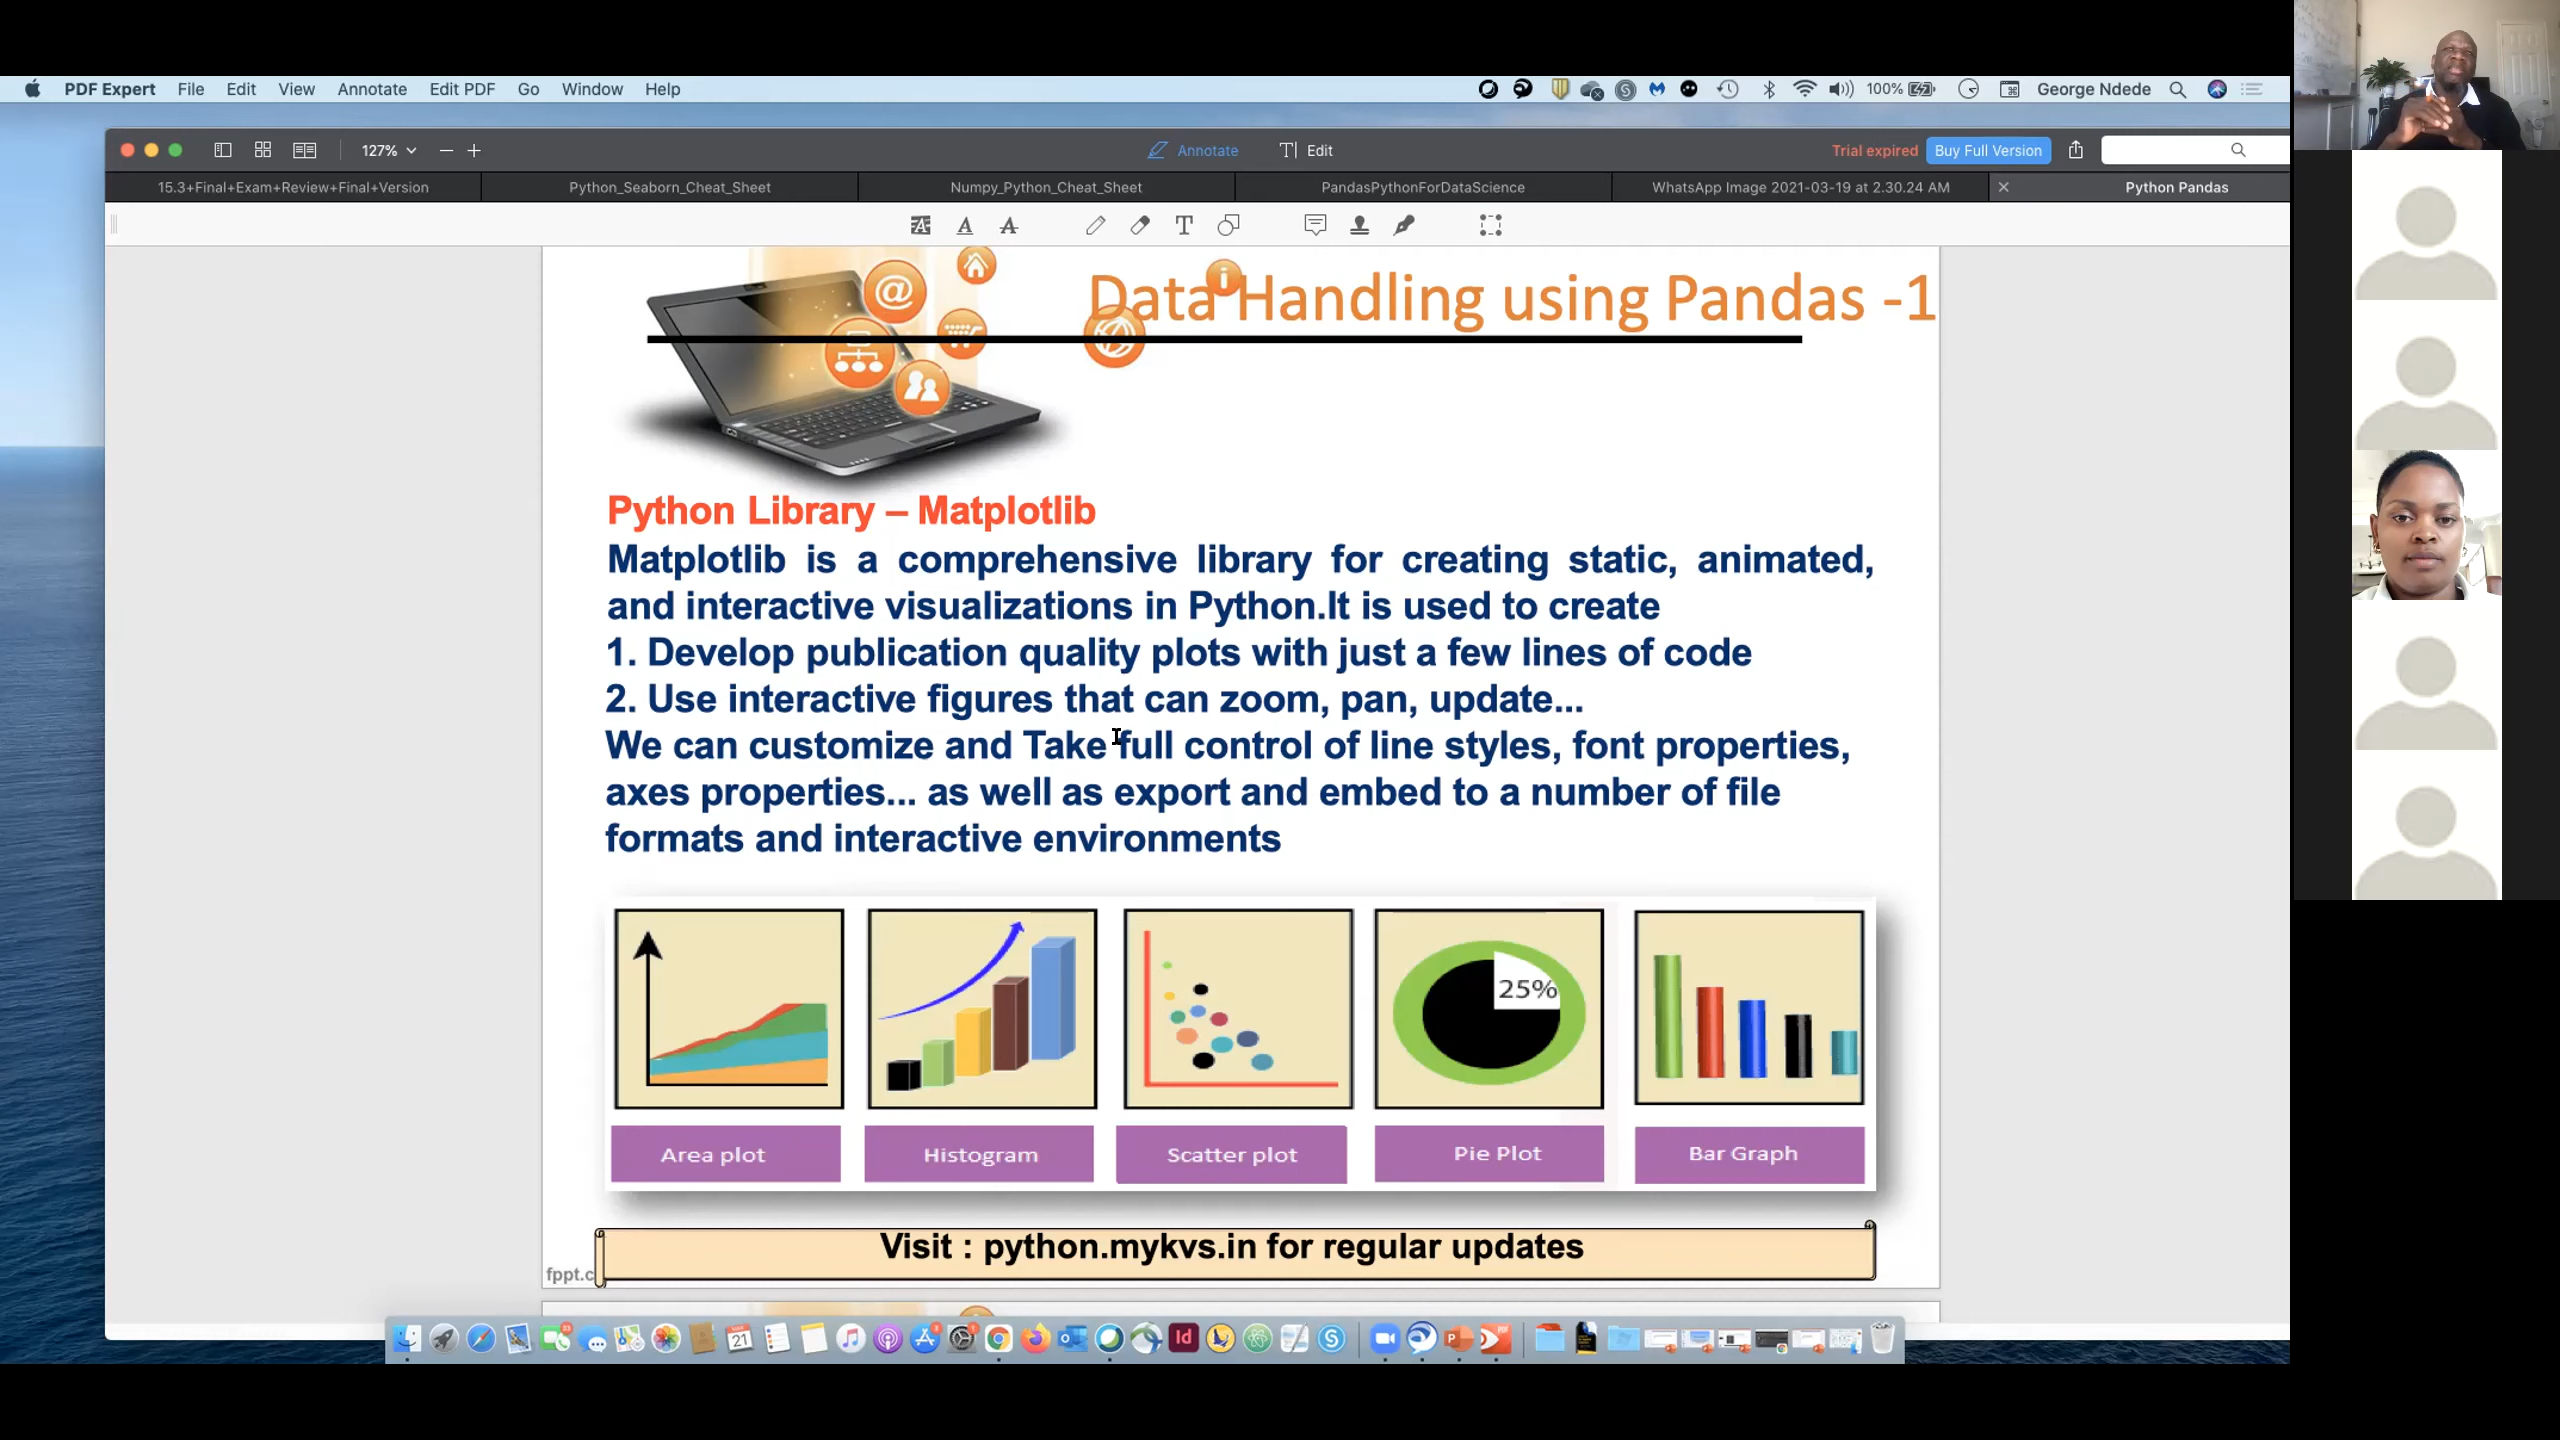 PDF Expert File Edit View Annotate Edit PDF Go Window Help 100% George Ndede
127% Annotate Edit Trial expired Buy Full Version
15.3+Final+Exam+Review+Final+Version Python_Seaborn_Cheat_Sheet Numpy_Python_Cheat_Sheet PandasPythonForDataScience WhatsApp Image 2021-03-19 at 2.30.24 AM Python Pandas
Data Handling using Pandas -1
Python Library – Matplotlib
Matplotlib is a comprehensive library for creating static, animated,
and interactive visualizations in Python.It is used to create
1. Develop publication quality plots with just a few lines of code
2. Use interactive figures that can zoom, pan, update...
We can customize and Take full control of line styles, font properties,
axes properties... as well as export and embed to a number of file
formats and interactive environments
25%
Area plot Histogram Scatter plot Pie Plot Bar Graph
Visit : python.mykvs.in for regular updates
fppt.c
21
Id